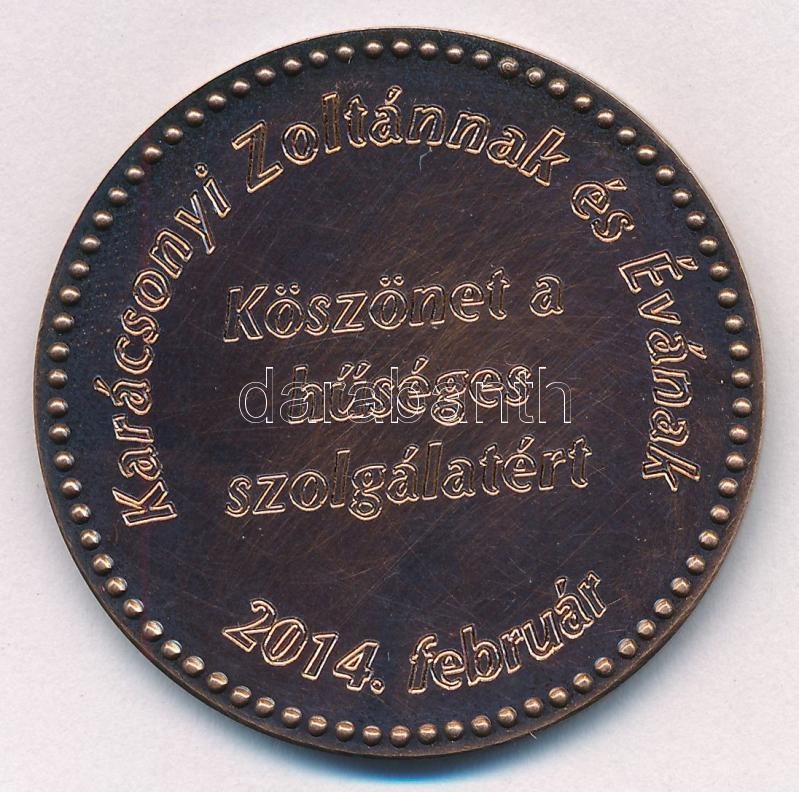 Karácsonyi Zoltánnak és Évának
Köszönet a
hűséges
szolgálatért
2014. február
darabanth